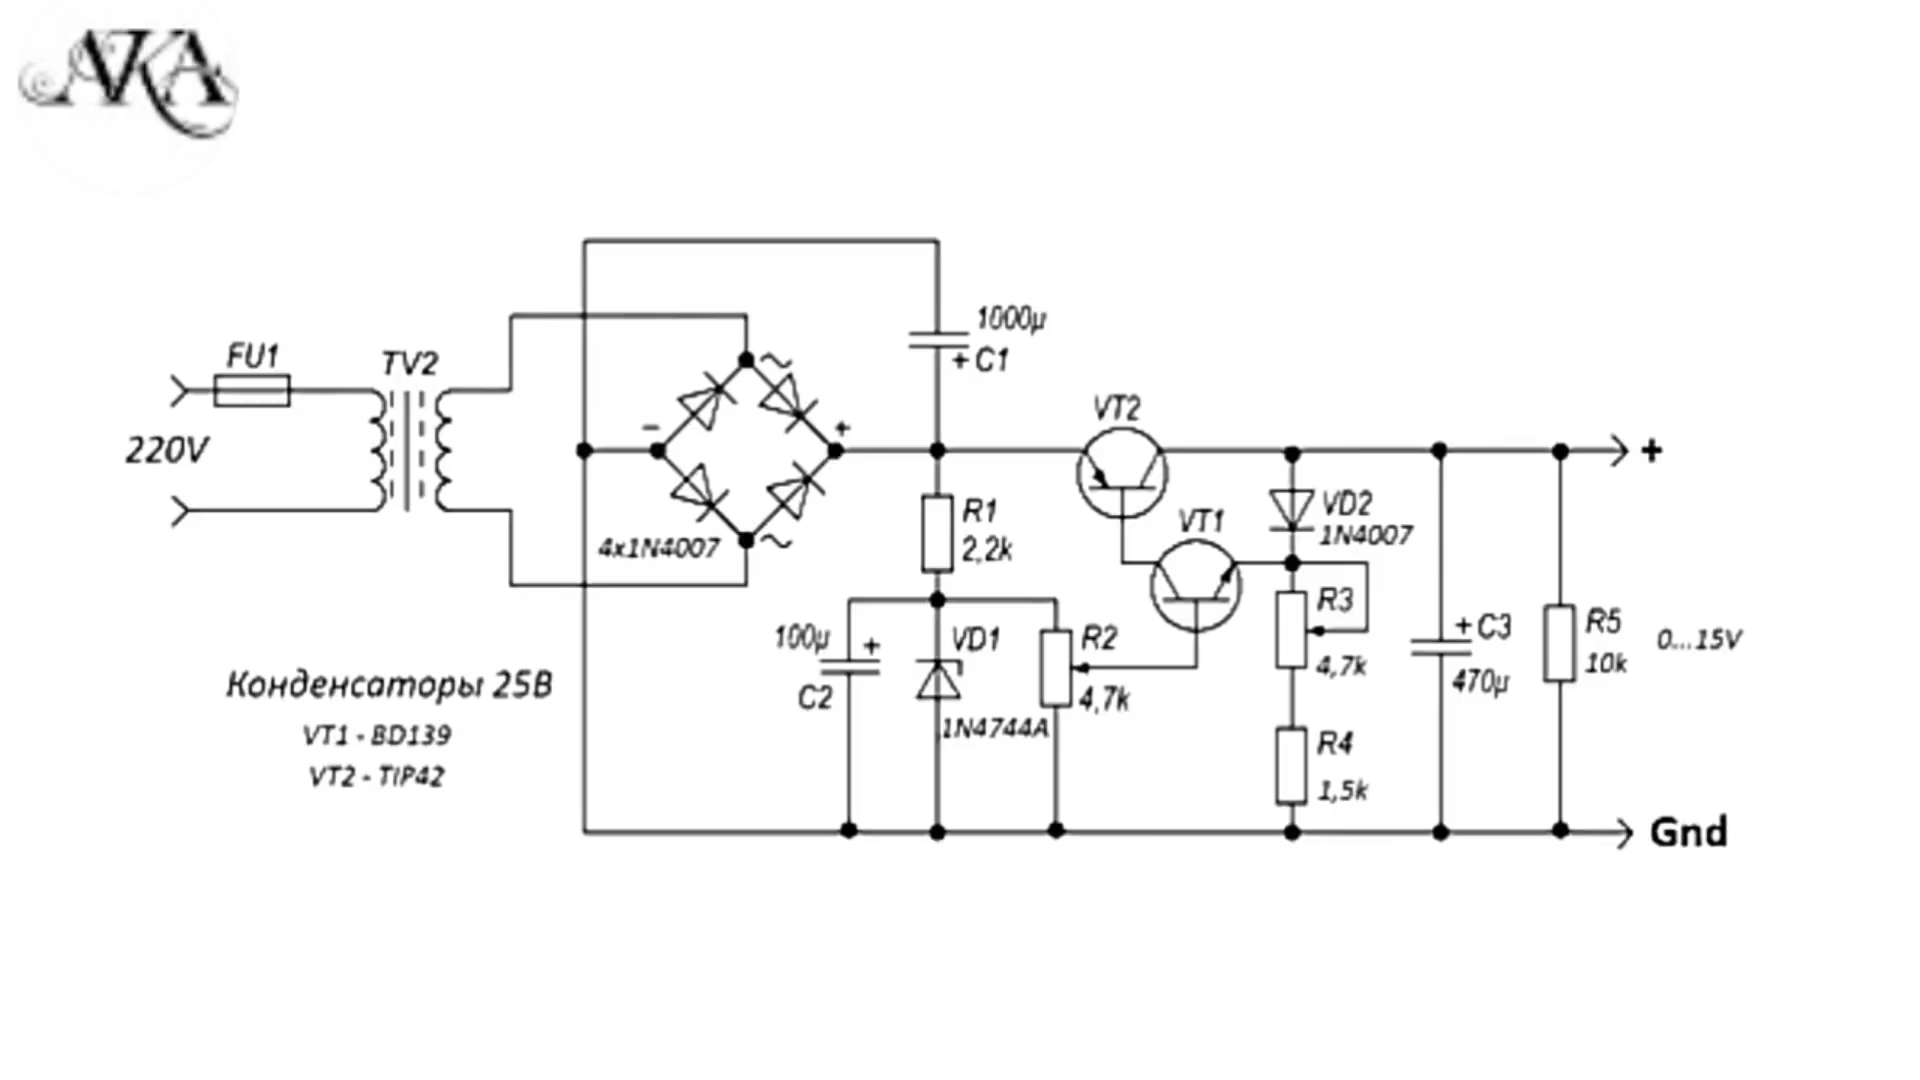 AKA
FU1
TV2
220V
~
1000µ
+ C1
−
+
4x1N4007
~
VT2
VT1
R1
2,2k
VD2
1N4007
100µ
+
C2
VD1
1N4744A
R2
4,7k
R3
4,7k
R4
1,5k
+ C3
470µ
R5
10k
+
0...15V
Gnd
Конденсаторы 25В
VT1 - BD139
VT2 - TIP42